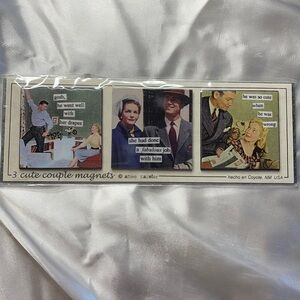 gosh,
he went well
with
her drapes
she had done
a fabulous job
with him
he was so cute
when
he was
wrong
3 cute couple magnets © anne taintor
hecho en Coyote, NM USA